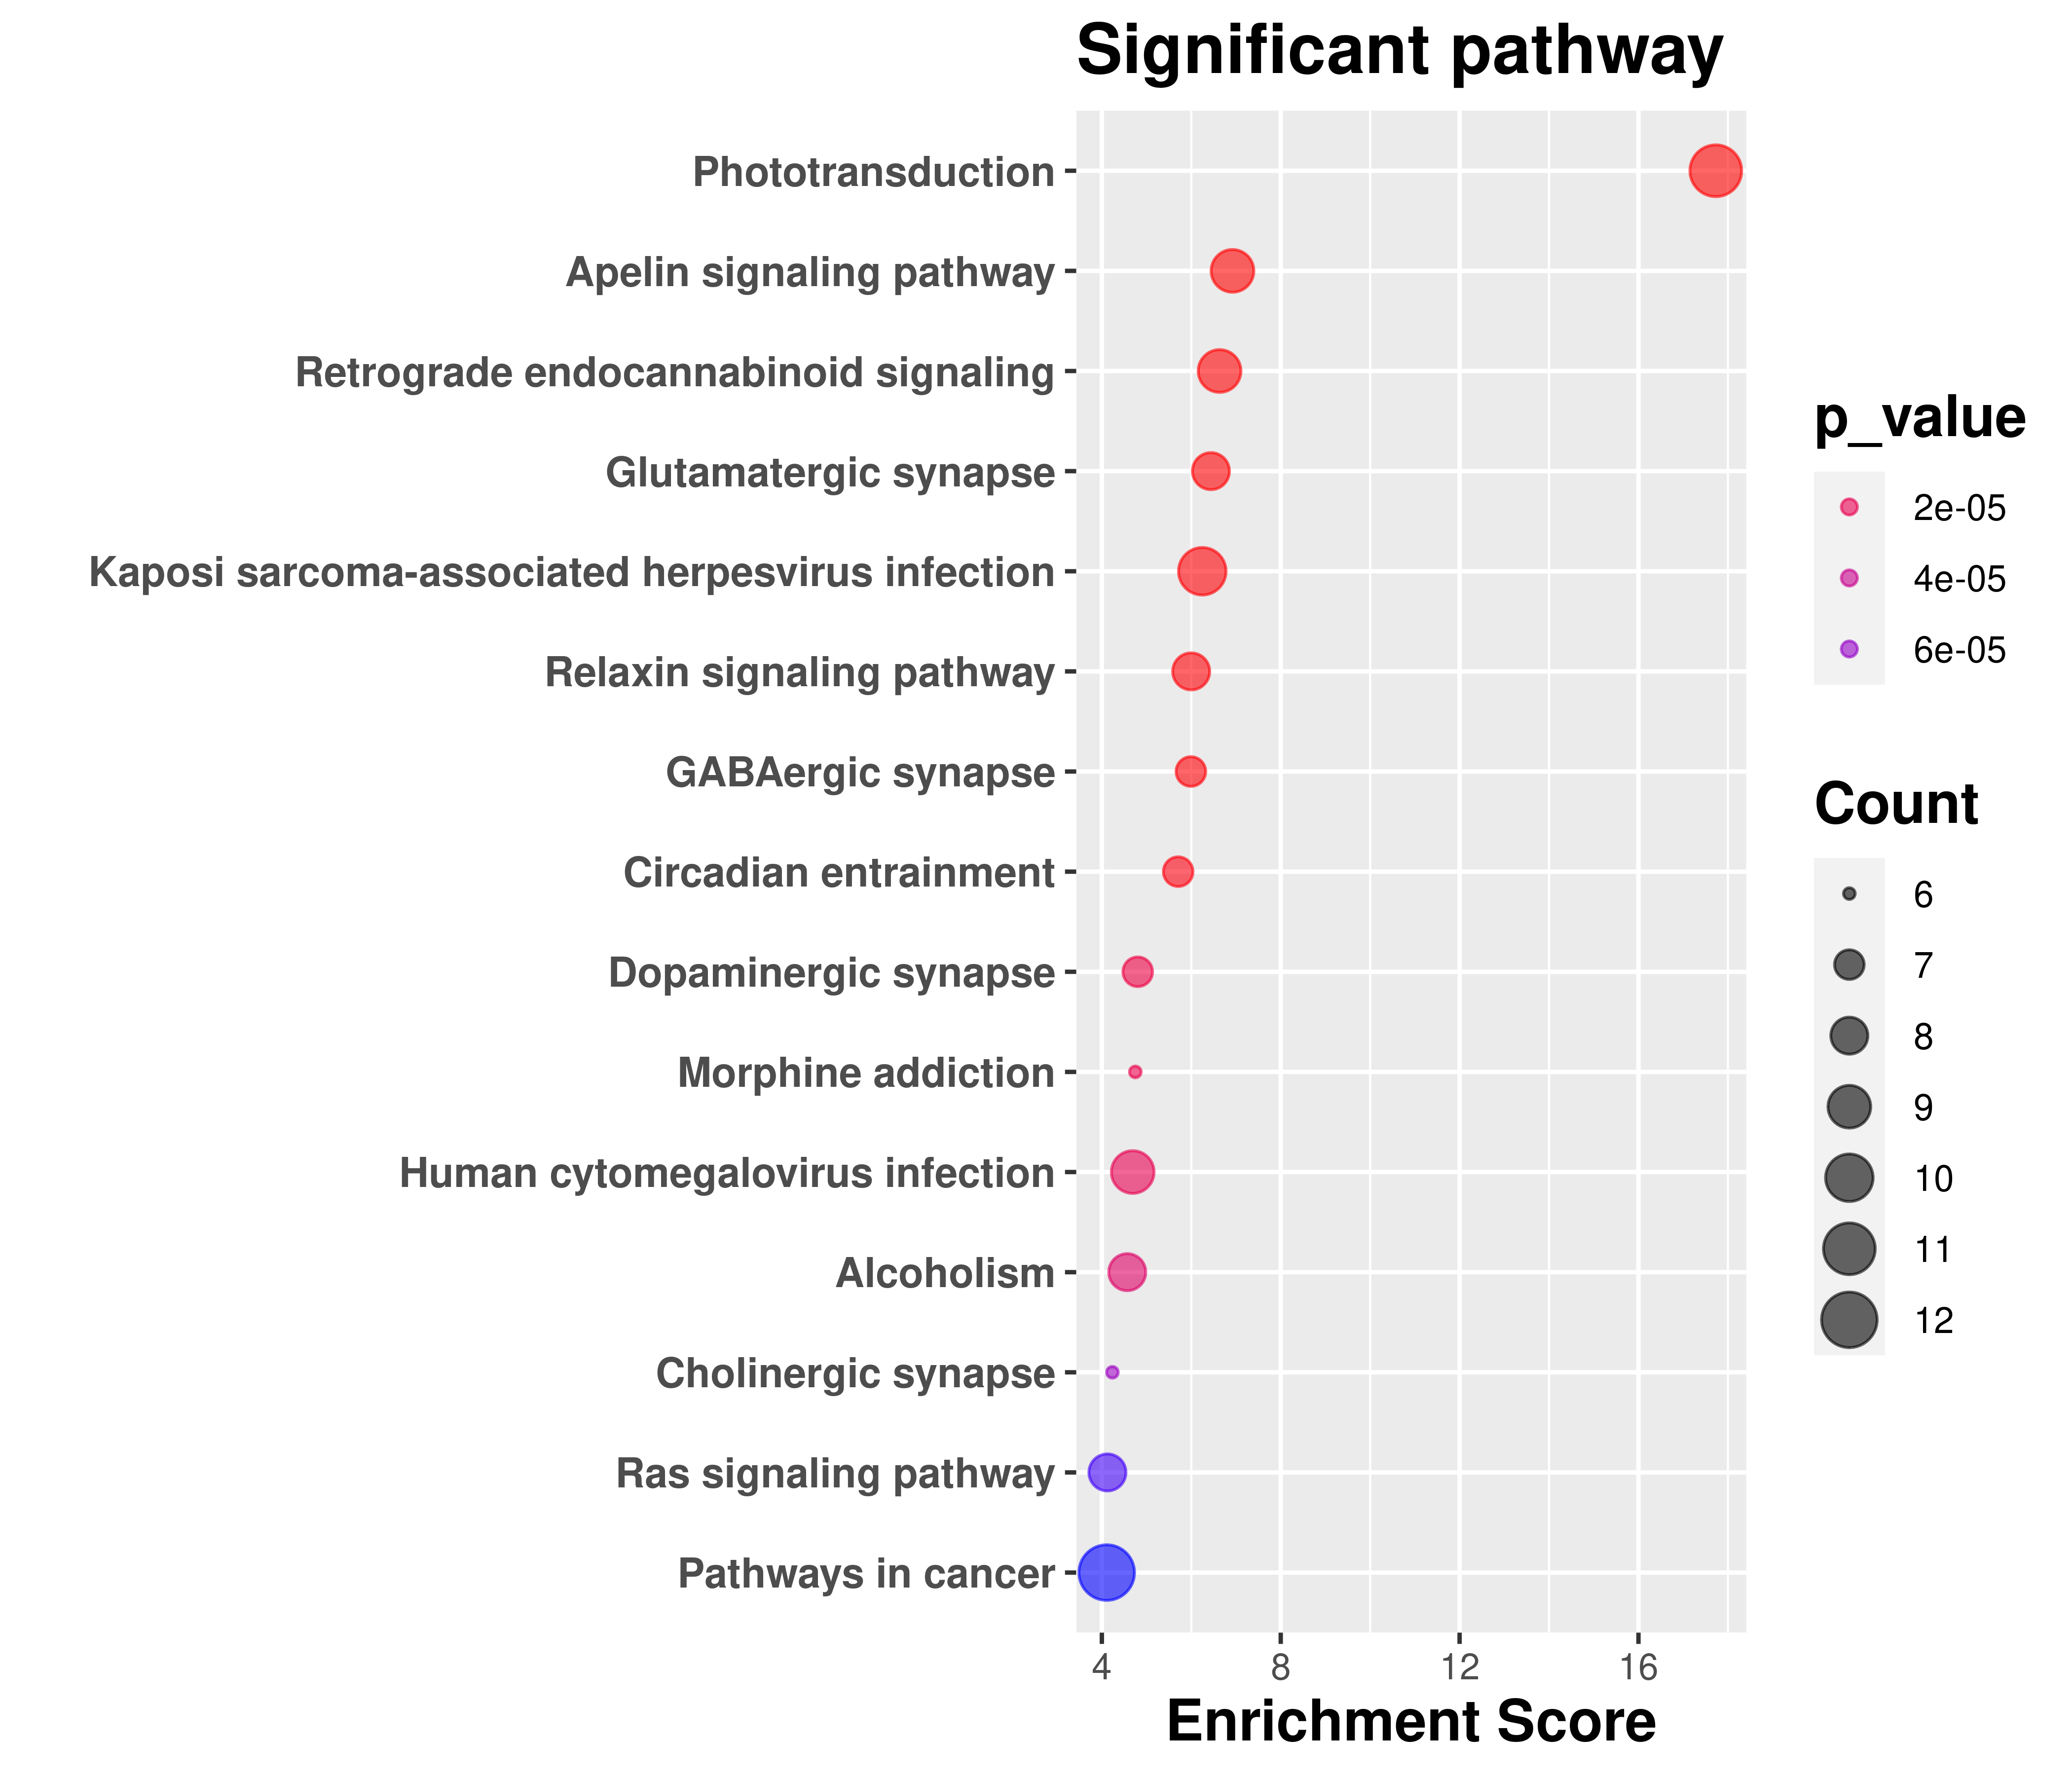 Significant pathway
Phototransduction
Apelin signaling pathway
Retrograde endocannabinoid signaling
Glutamatergic synapse
Kaposi sarcoma-associated herpesvirus infection
Relaxin signaling pathway
GABAergic synapse
Circadian entrainment
Dopaminergic synapse
Morphine addiction
Human cytomegalovirus infection
Alcoholism
Cholinergic synapse
Ras signaling pathway
Pathways in cancer
4 8 12 16
Enrichment Score
p_value
2e-05
4e-05
6e-05
Count
6
7
8
9
10
11
12